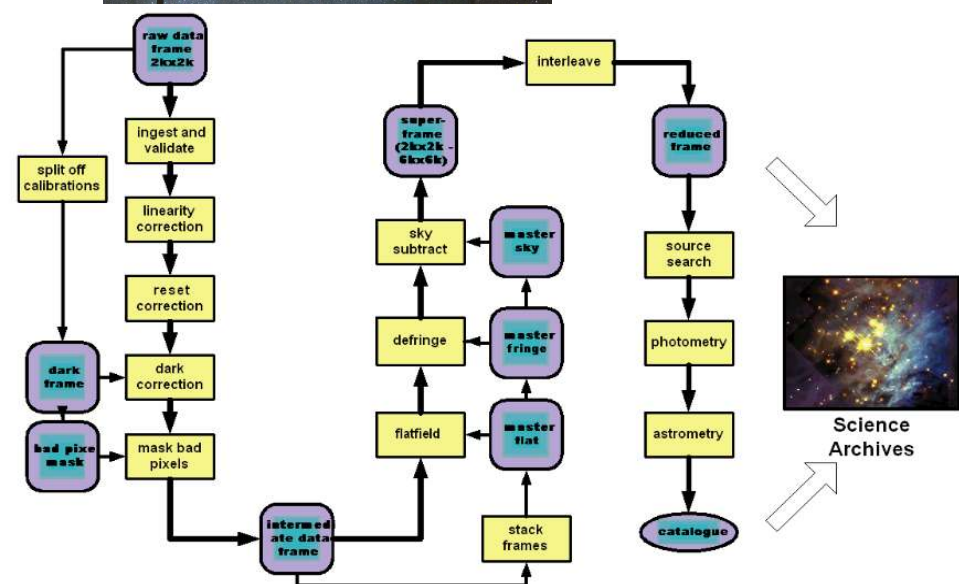 raw data
frame
2kx2k
ingest and
validate
split off
calibrations
linearity
correction
reset
correction
dark
frame
dark
correction
bad pixe
mask
mask bad
pixels
intermed
iate data
frame
stack
frames
master
flat
flatfield
master
fringe
defringe
master
sky
sky
subtract
super-
frame
(2kx2k -
6kx6k)
interleave
reduced
frame
source
search
photometry
astrometry
catalogue
Science
Archives